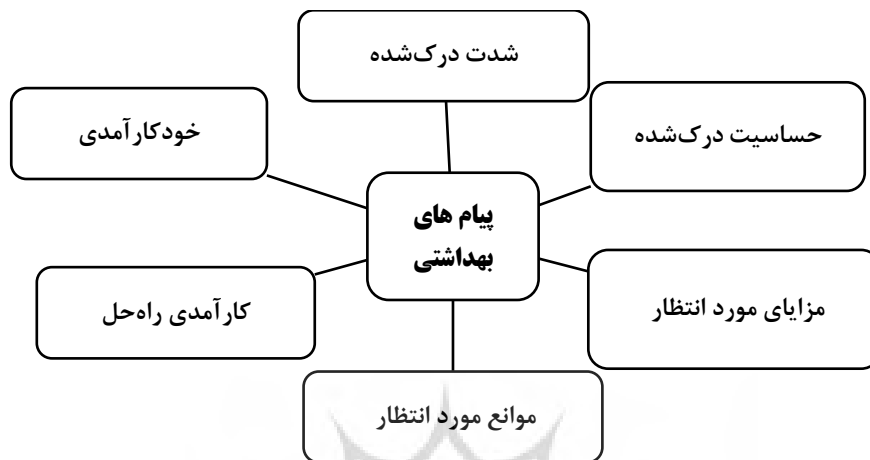 شدت درک‌شده
حساسیت درک‌شده
خودکارآمدی
پیام های
بهداشتی
مزایای مورد انتظار
کارآمدی راه‌حل
موانع مورد انتظار